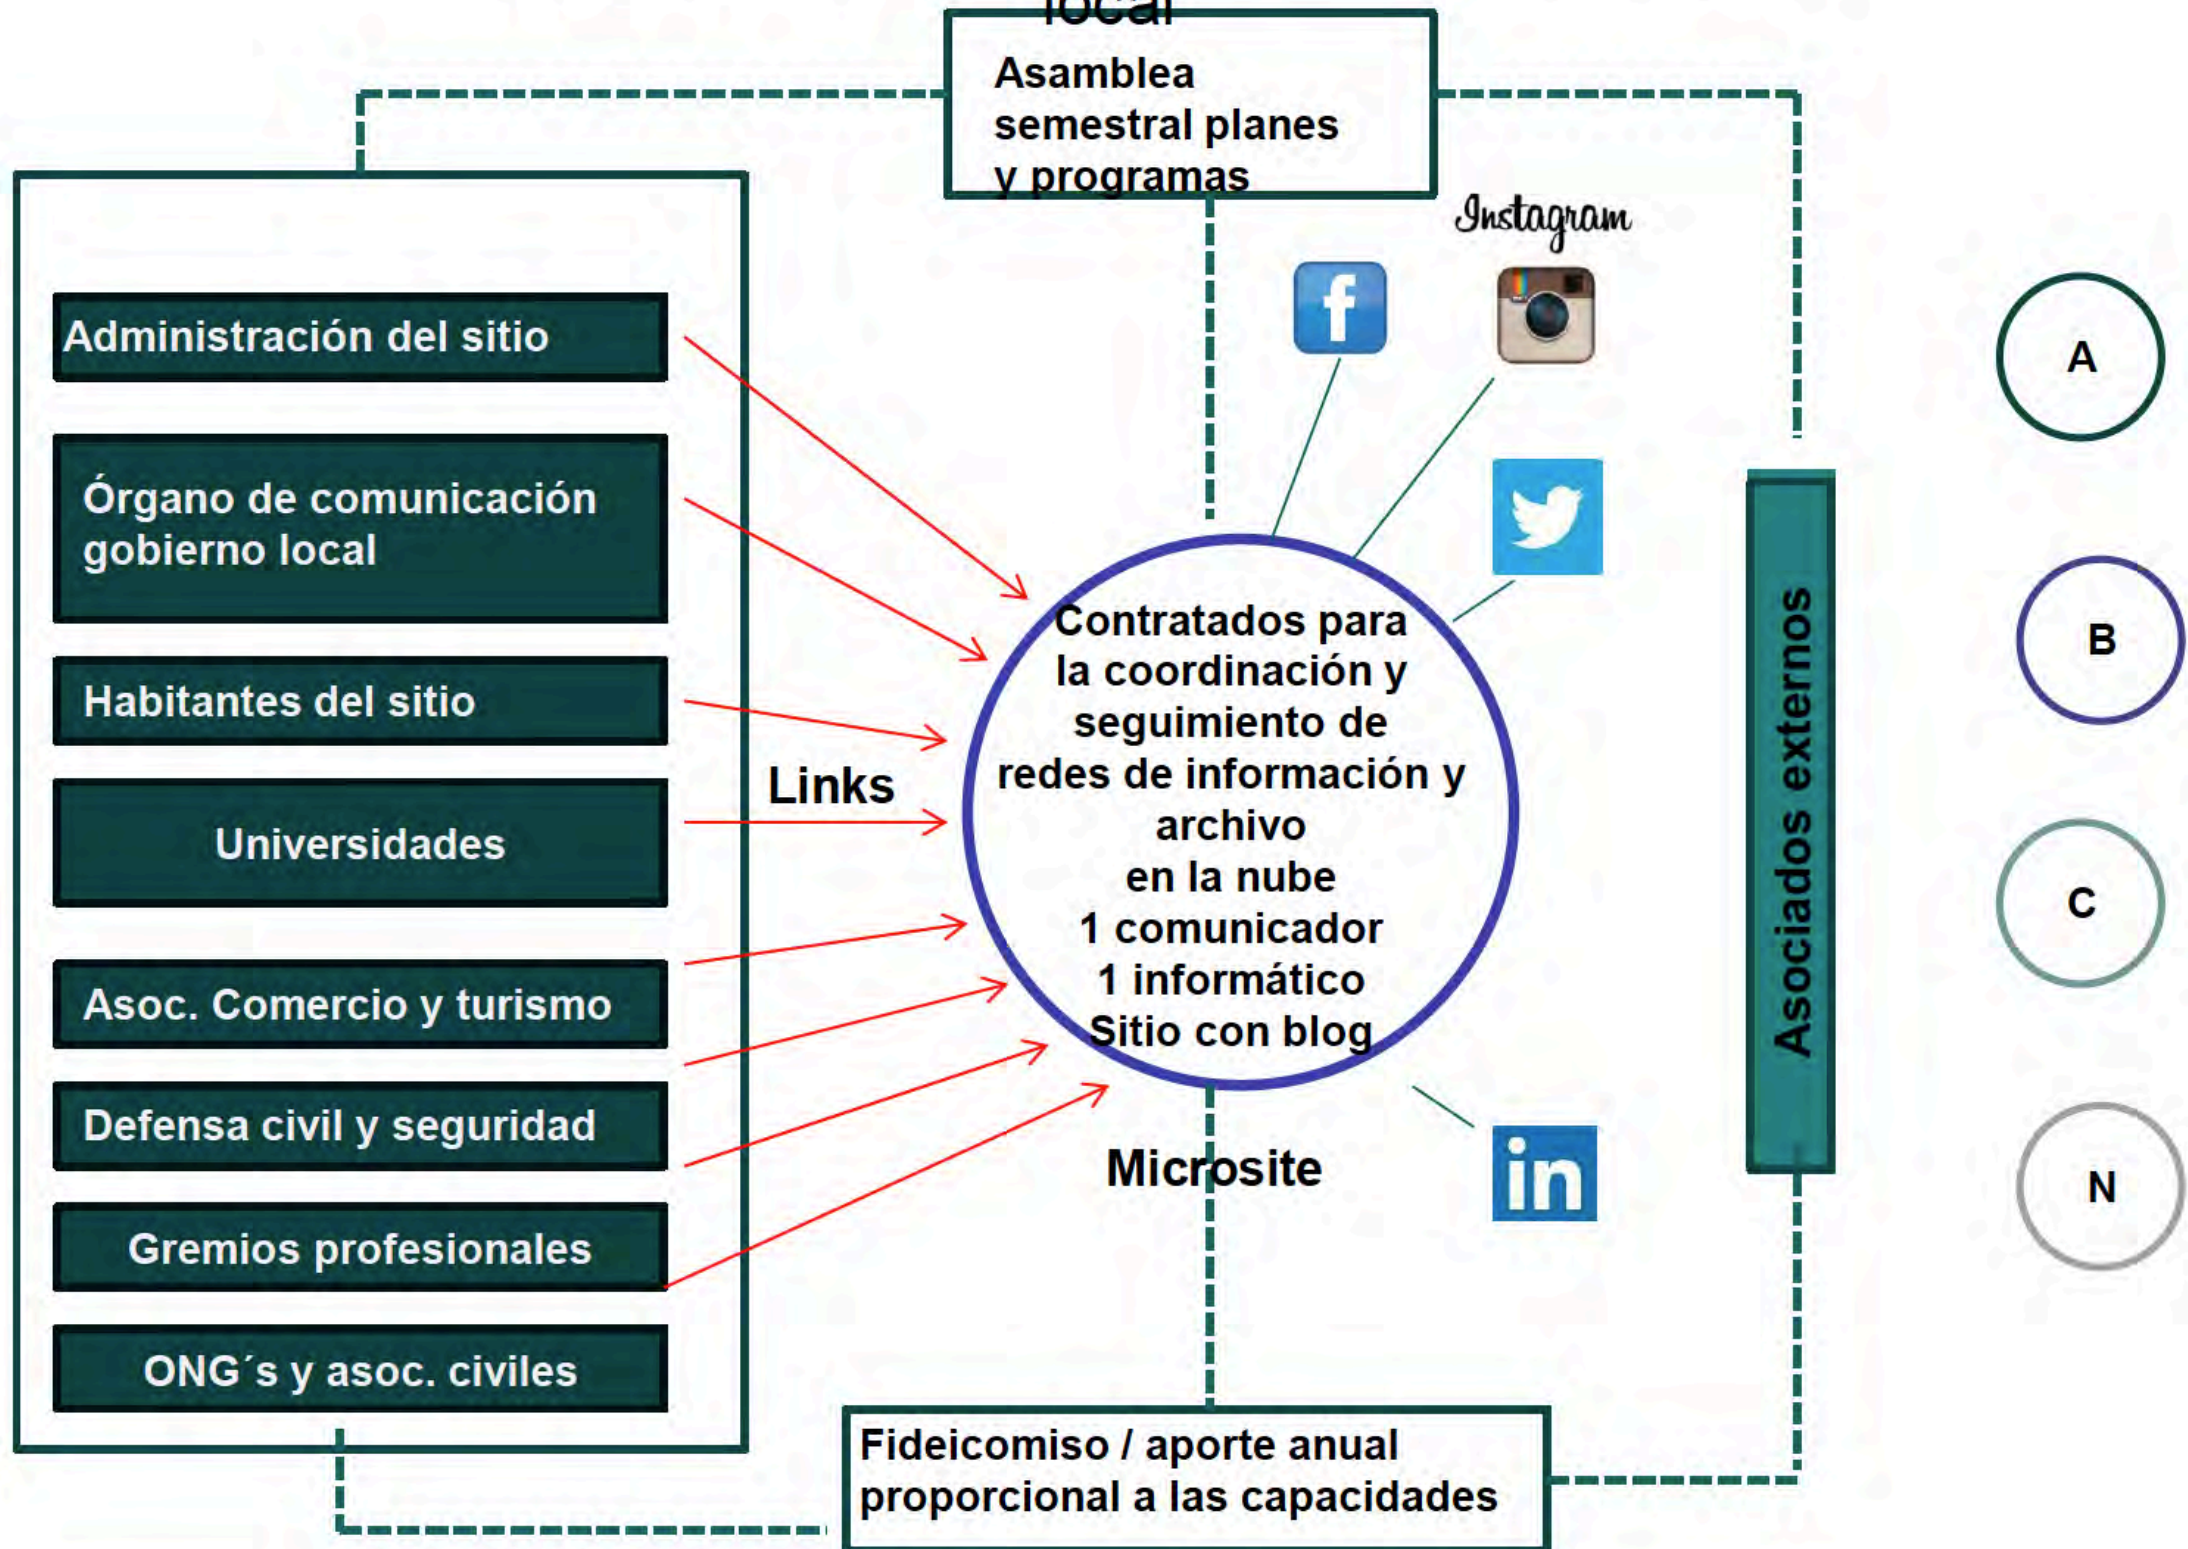 local
Asamblea
semestral planes
y programas
Instagram
f
Administración del sitio
Órgano de comunicación
gobierno local
Habitantes del sitio
Universidades
Asoc. Comercio y turismo
Defensa civil y seguridad
Gremios profesionales
ONG´s y asoc. civiles
Links
Contratados para
la coordinación y
seguimiento de
redes de información y
archivo
en la nube
1 comunicador
1 informático
Sitio con blog
Microsite
in
Asociados externos
A
B
C
N
Fideicomiso / aporte anual
proporcional a las capacidades